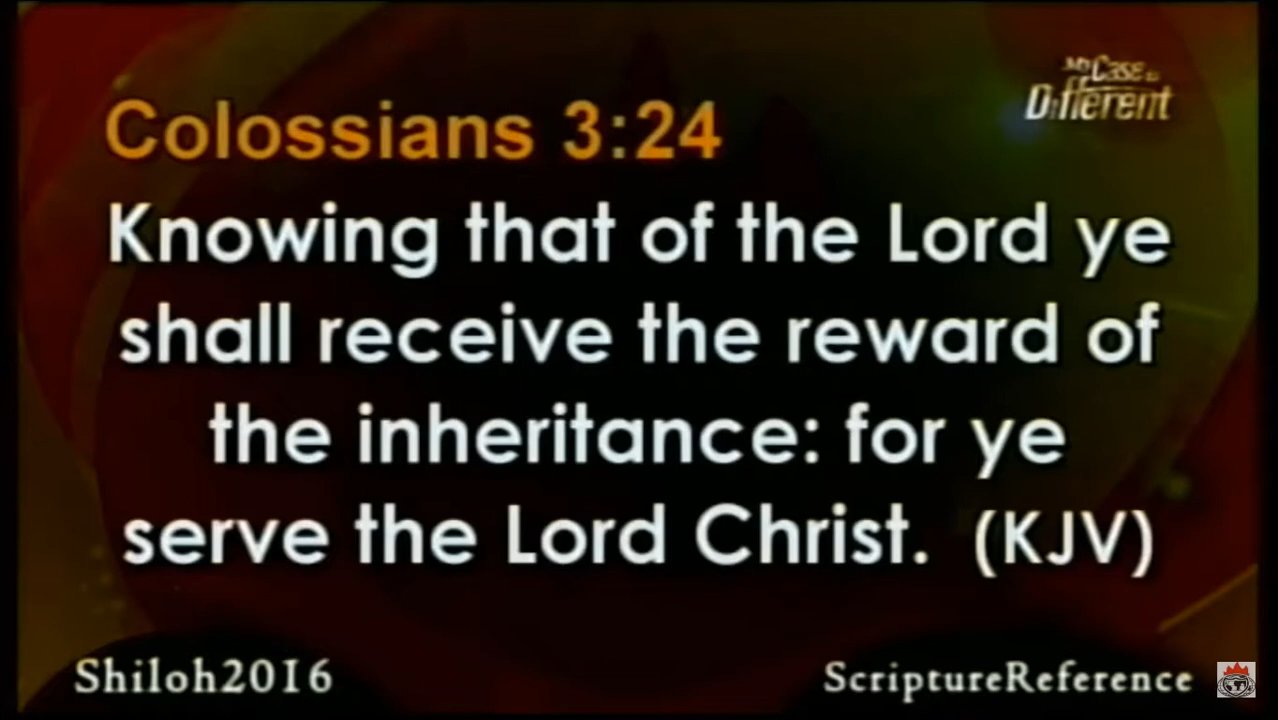 My Case is
Different
Colossians 3:24
Knowing that of the Lord ye
shall receive the reward of
the inheritance: for ye
serve the Lord Christ. (KJV)
Shiloh2016
ScriptureReference